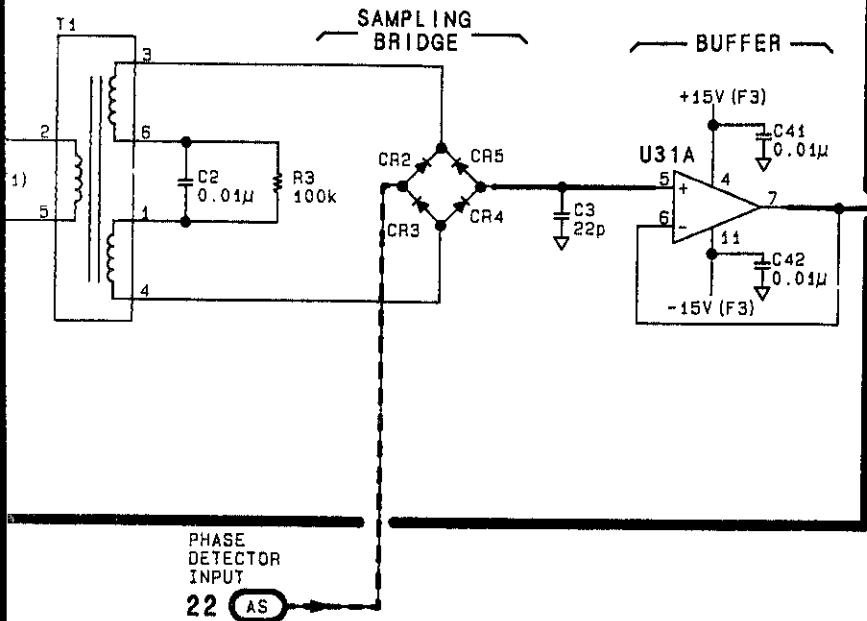 T1
SAMPLING
BRIDGE
BUFFER
3
+15V (F3)
C41
0.01µ
2
6
U31A
C2
0.01µ
R3
100k
CR2
CR5
4
1)
5
+
7
5
1
CR3
CR4
C3
22p
6
-
11
C42
0.01µ
4
-15V (F3)
PHASE
DETECTOR
INPUT
22 AS